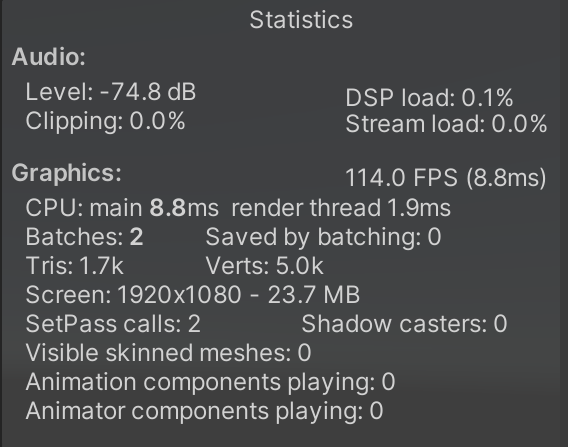 Statistics
Audio:
Level: -74.8 dB DSP load: 0.1%
Clipping: 0.0% Stream load: 0.0%
Graphics: 114.0 FPS (8.8ms)
CPU: main 8.8ms render thread 1.9ms
Batches: 2 Saved by batching: 0
Tris: 1.7k Verts: 5.0k
Screen: 1920x1080 - 23.7 MB
SetPass calls: 2 Shadow casters: 0
Visible skinned meshes: 0
Animation components playing: 0
Animator components playing: 0